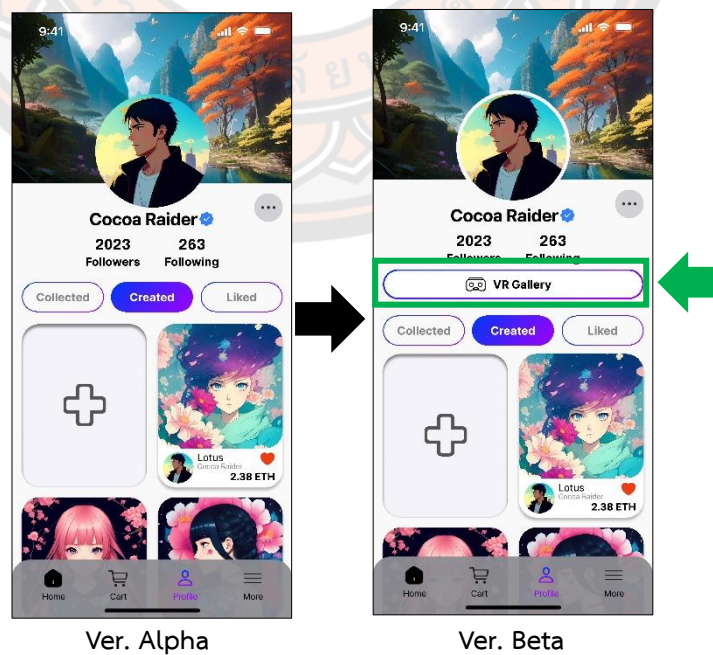 9:41
Cocoa Raider
2023 263
Followers Following
Collected Created Liked
Lotus
Cocoa Raider
2.38 ETH
Home Cart Profile More
Ver. Alpha
9:41
Cocoa Raider
2023 263
Followers Following
VR Gallery
Collected Created Liked
Lotus
Cocoa Raider
2.38 ETH
Home Cart Profile More
Ver. Beta